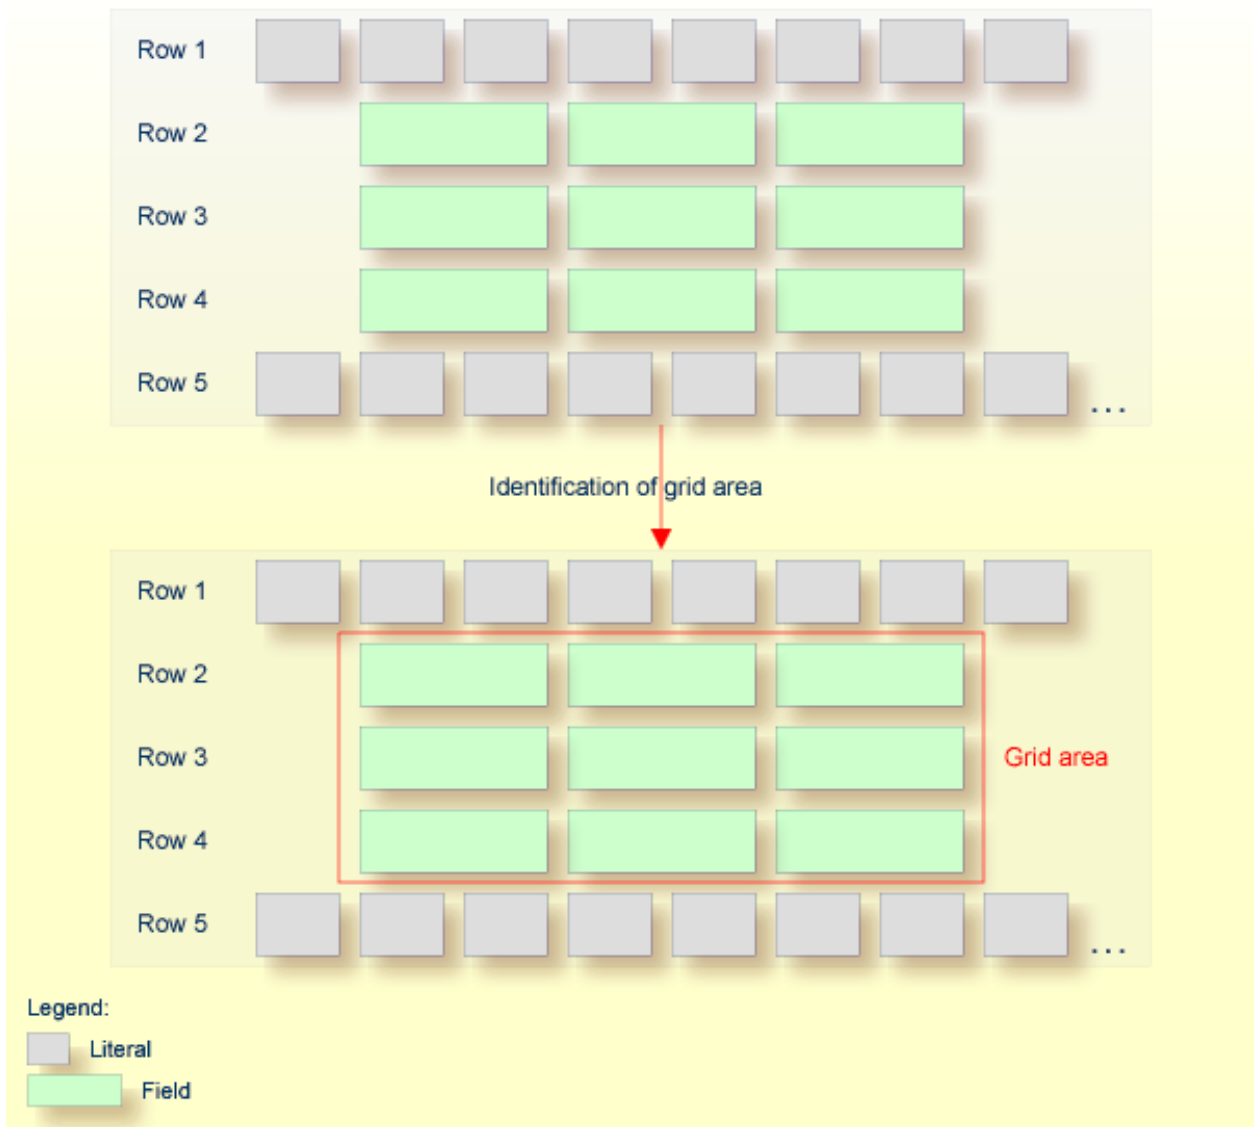 Row 1
Row 2
Row 3
Row 4
Row 5
...
Identification of grid area
Row 1
Row 2
Row 3
Grid area
Row 4
Row 5
...
Legend:
Literal
Field